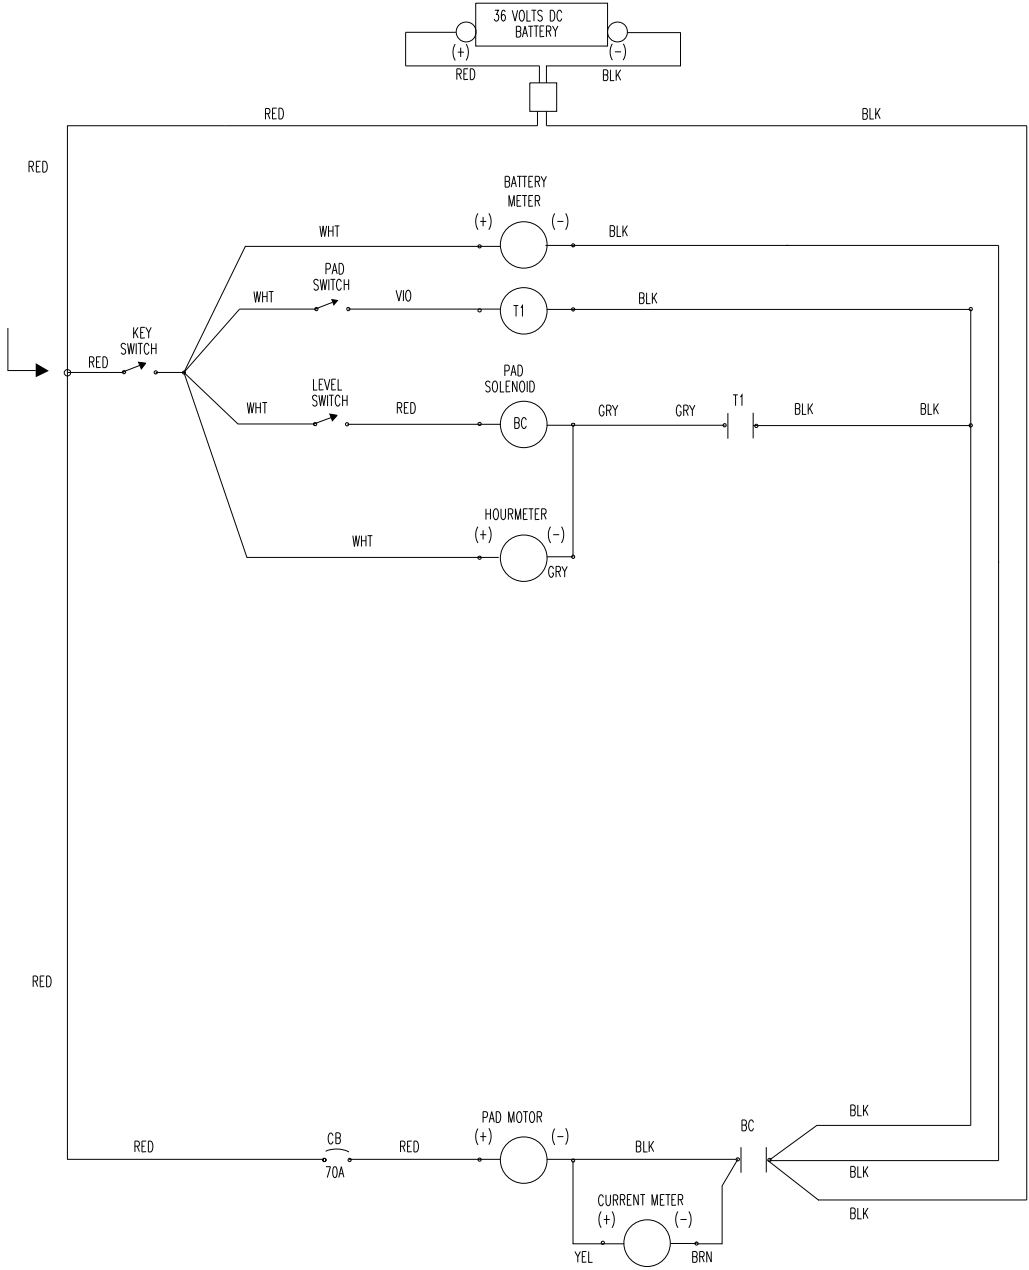 36 VOLTS DC
BATTERY
(+)
(-)
RED
BLK
RED
BLK
RED
BATTERY
METER
(+)
(-)
WHT
BLK
PAD
SWITCH
WHT
VIO
T1
BLK
KEY
SWITCH
RED
LEVEL
SWITCH
WHT
RED
PAD
SOLENOID
BC
GRY
GRY
T1
BLK
BLK
HOURMETER
(+)
(-)
WHT
GRY
RED
RED
CB
70A
RED
PAD MOTOR
(+)
(-)
BLK
BC
BLK
BLK
BLK
CURRENT METER
(+)
(-)
YEL
BRN